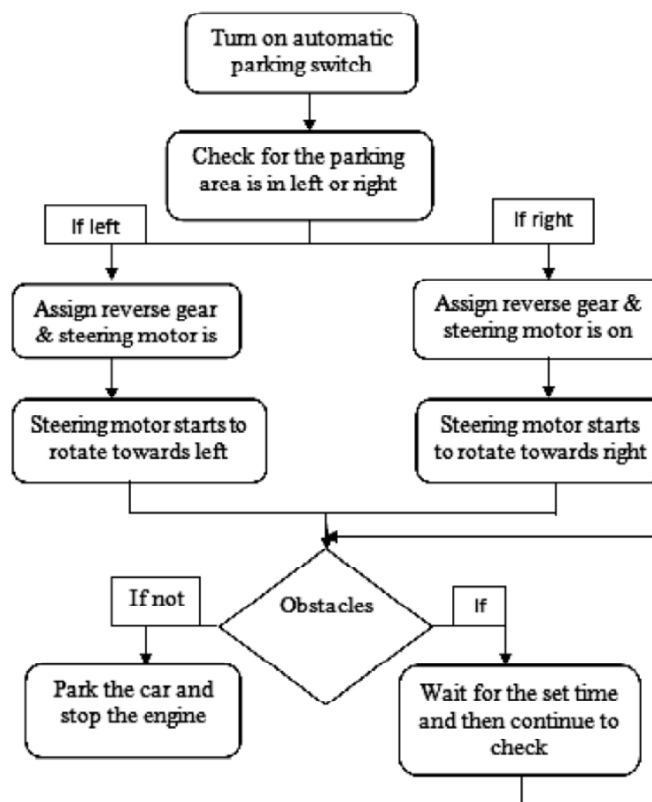 Turn on automatic
parking switch
Check for the parking
area is in left or right
If left
If right
Assign reverse gear
& steering motor is
Assign reverse gear &
steering motor is on
Steering motor starts to
rotate towards left
Steering motor starts
to rotate towards right
If not
Obstacles
If
Park the car and
stop the engine
Wait for the set time
and then continue to
check